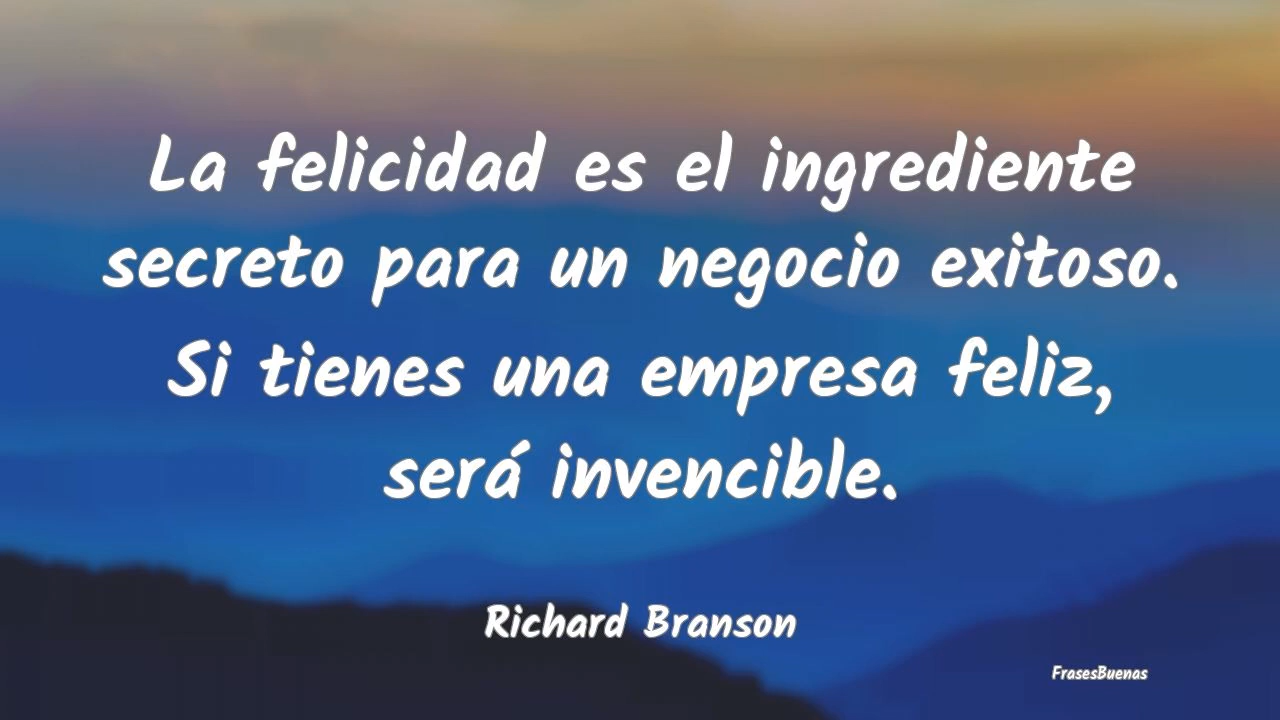 La felicidad es el ingrediente
secreto para un negocio exitoso.
Si tienes una empresa feliz,
será invencible.
Richard Branson
FrasesBuenas